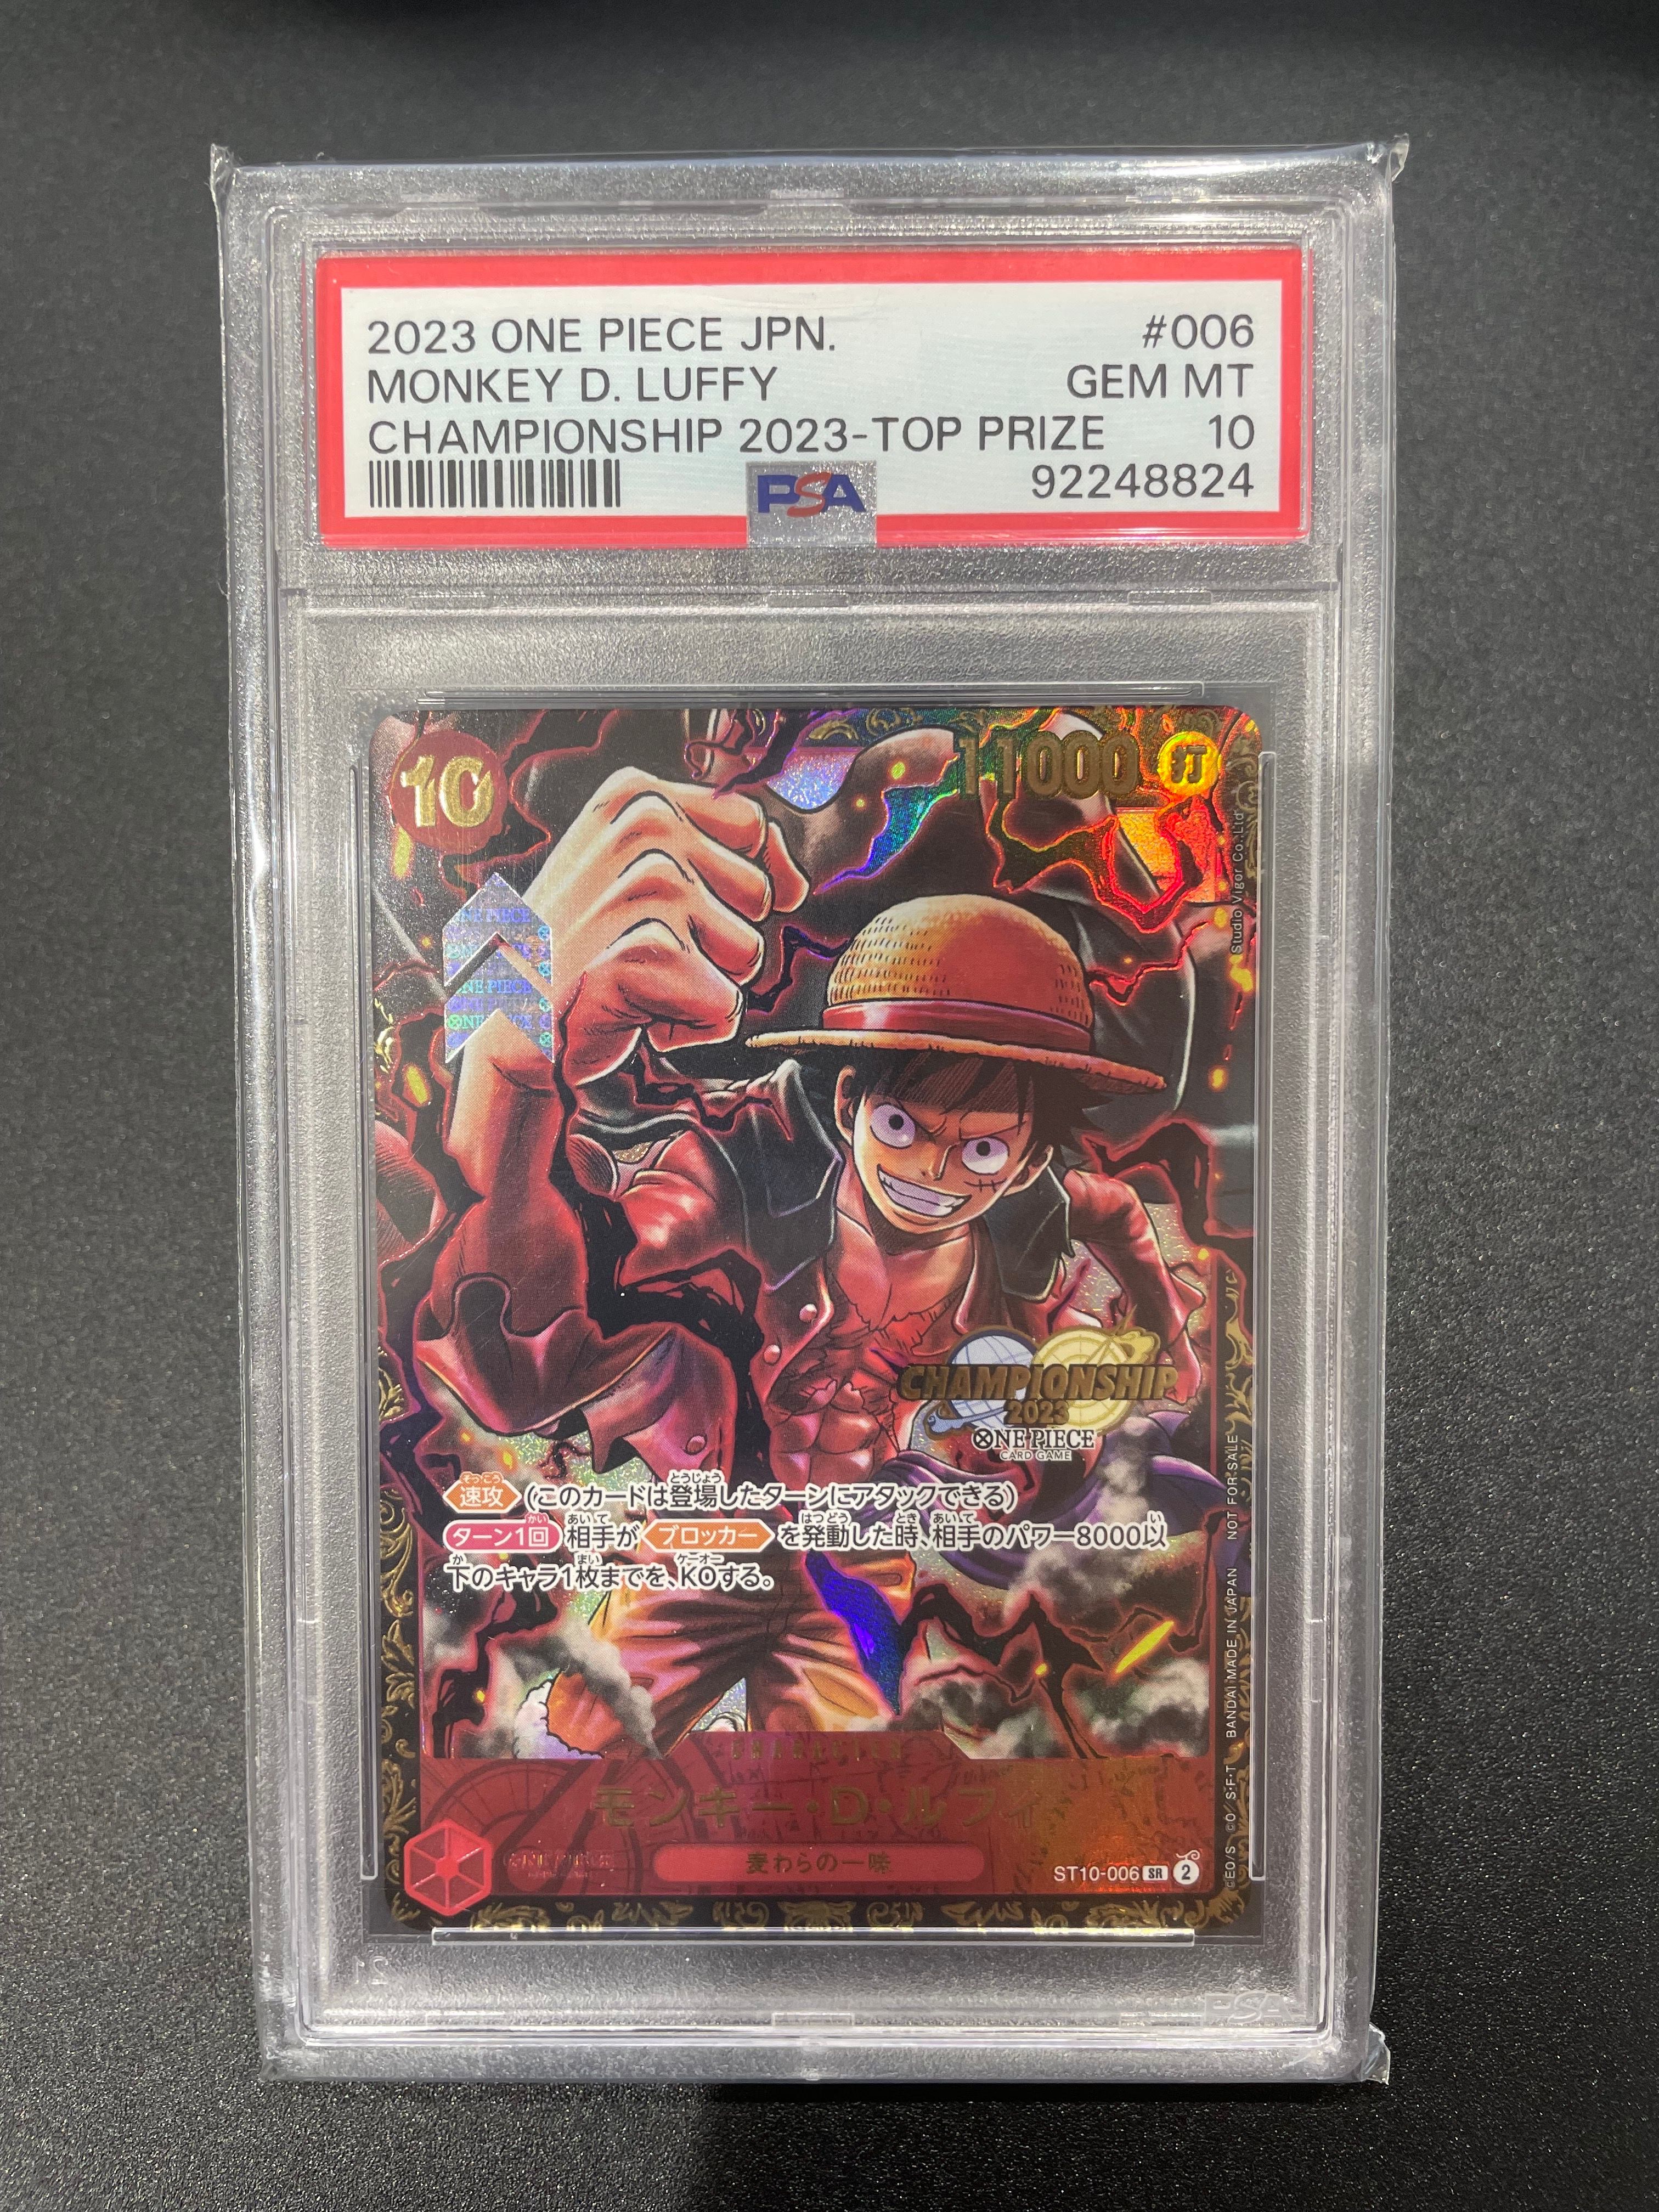 2023 ONE PIECE JPN. #006
MONKEY D. LUFFY GEM MT
CHAMPIONSHIP 2023-TOP PRIZE 10
PSA 92248824
10
11000 打
Studio Vigor Co.,Ltd
ONE PIECE
NE PIECE
CHAMPIONSHIP
2023
ONE PIECE
CARD GAME
速攻 (このカードは登場したターンにアタックできる)
ターン1回 相手がブロッカーを発動した時、相手のパワー8000以
下のキャラ1枚までを、KOする。
CHARACTER
モンキー・D・ルフィ
麦わらの一味
ST10-006 SR 2
©EO/S ©O/ S･F･T BANDAI MADE IN JAPAN NOT FOR SALE